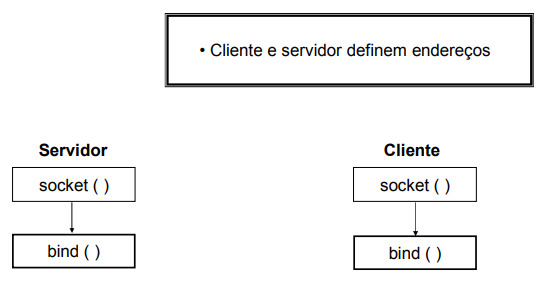 • Cliente e servidor definem endereços
Servidor
Cliente
socket ( )
socket ( )
bind ( )
bind ( )